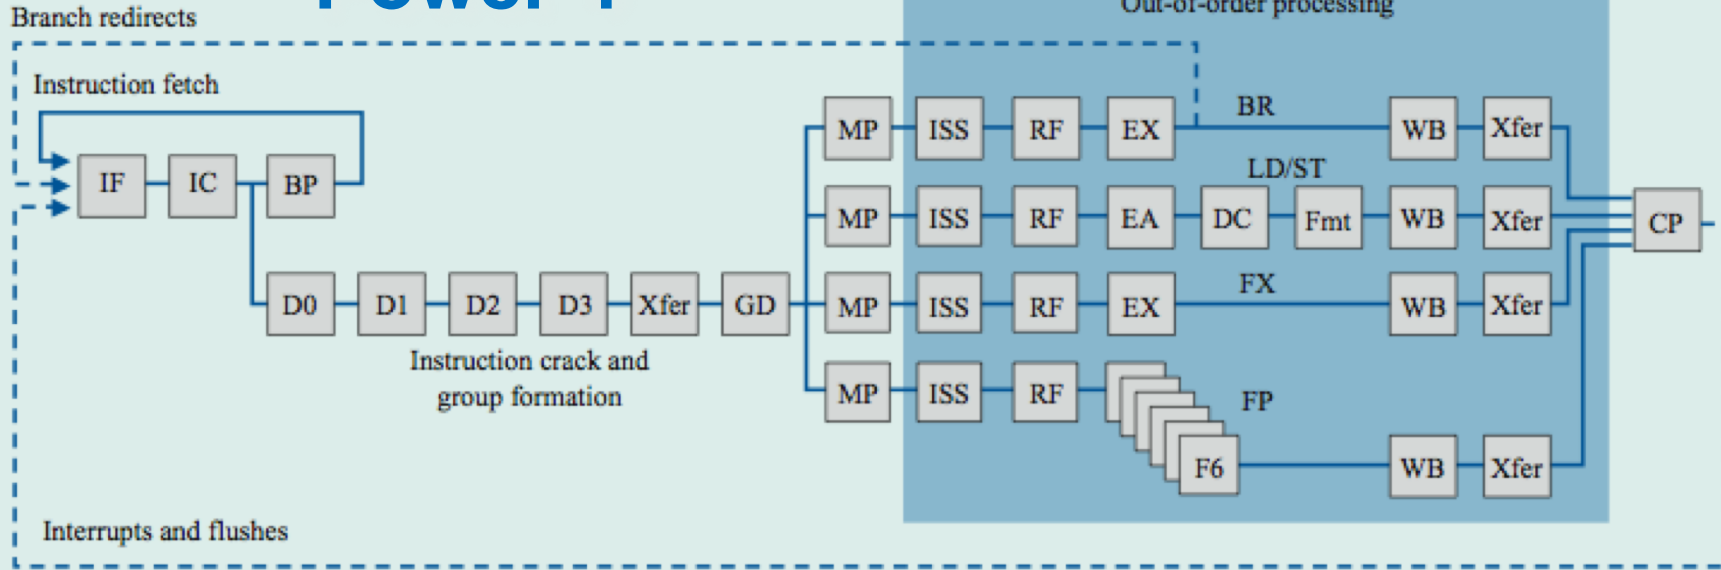 Branch redirects
Out-of-order processing
Instruction fetch
IF IC BP
MP ISS RF EX BR WB Xfer
LD/ST
MP ISS RF EA DC Fmt WB Xfer
CP
D0 D1 D2 D3 Xfer GD
MP ISS RF EX FX WB Xfer
Instruction crack and
group formation
MP ISS RF FP
F6 WB Xfer
Interrupts and flushes